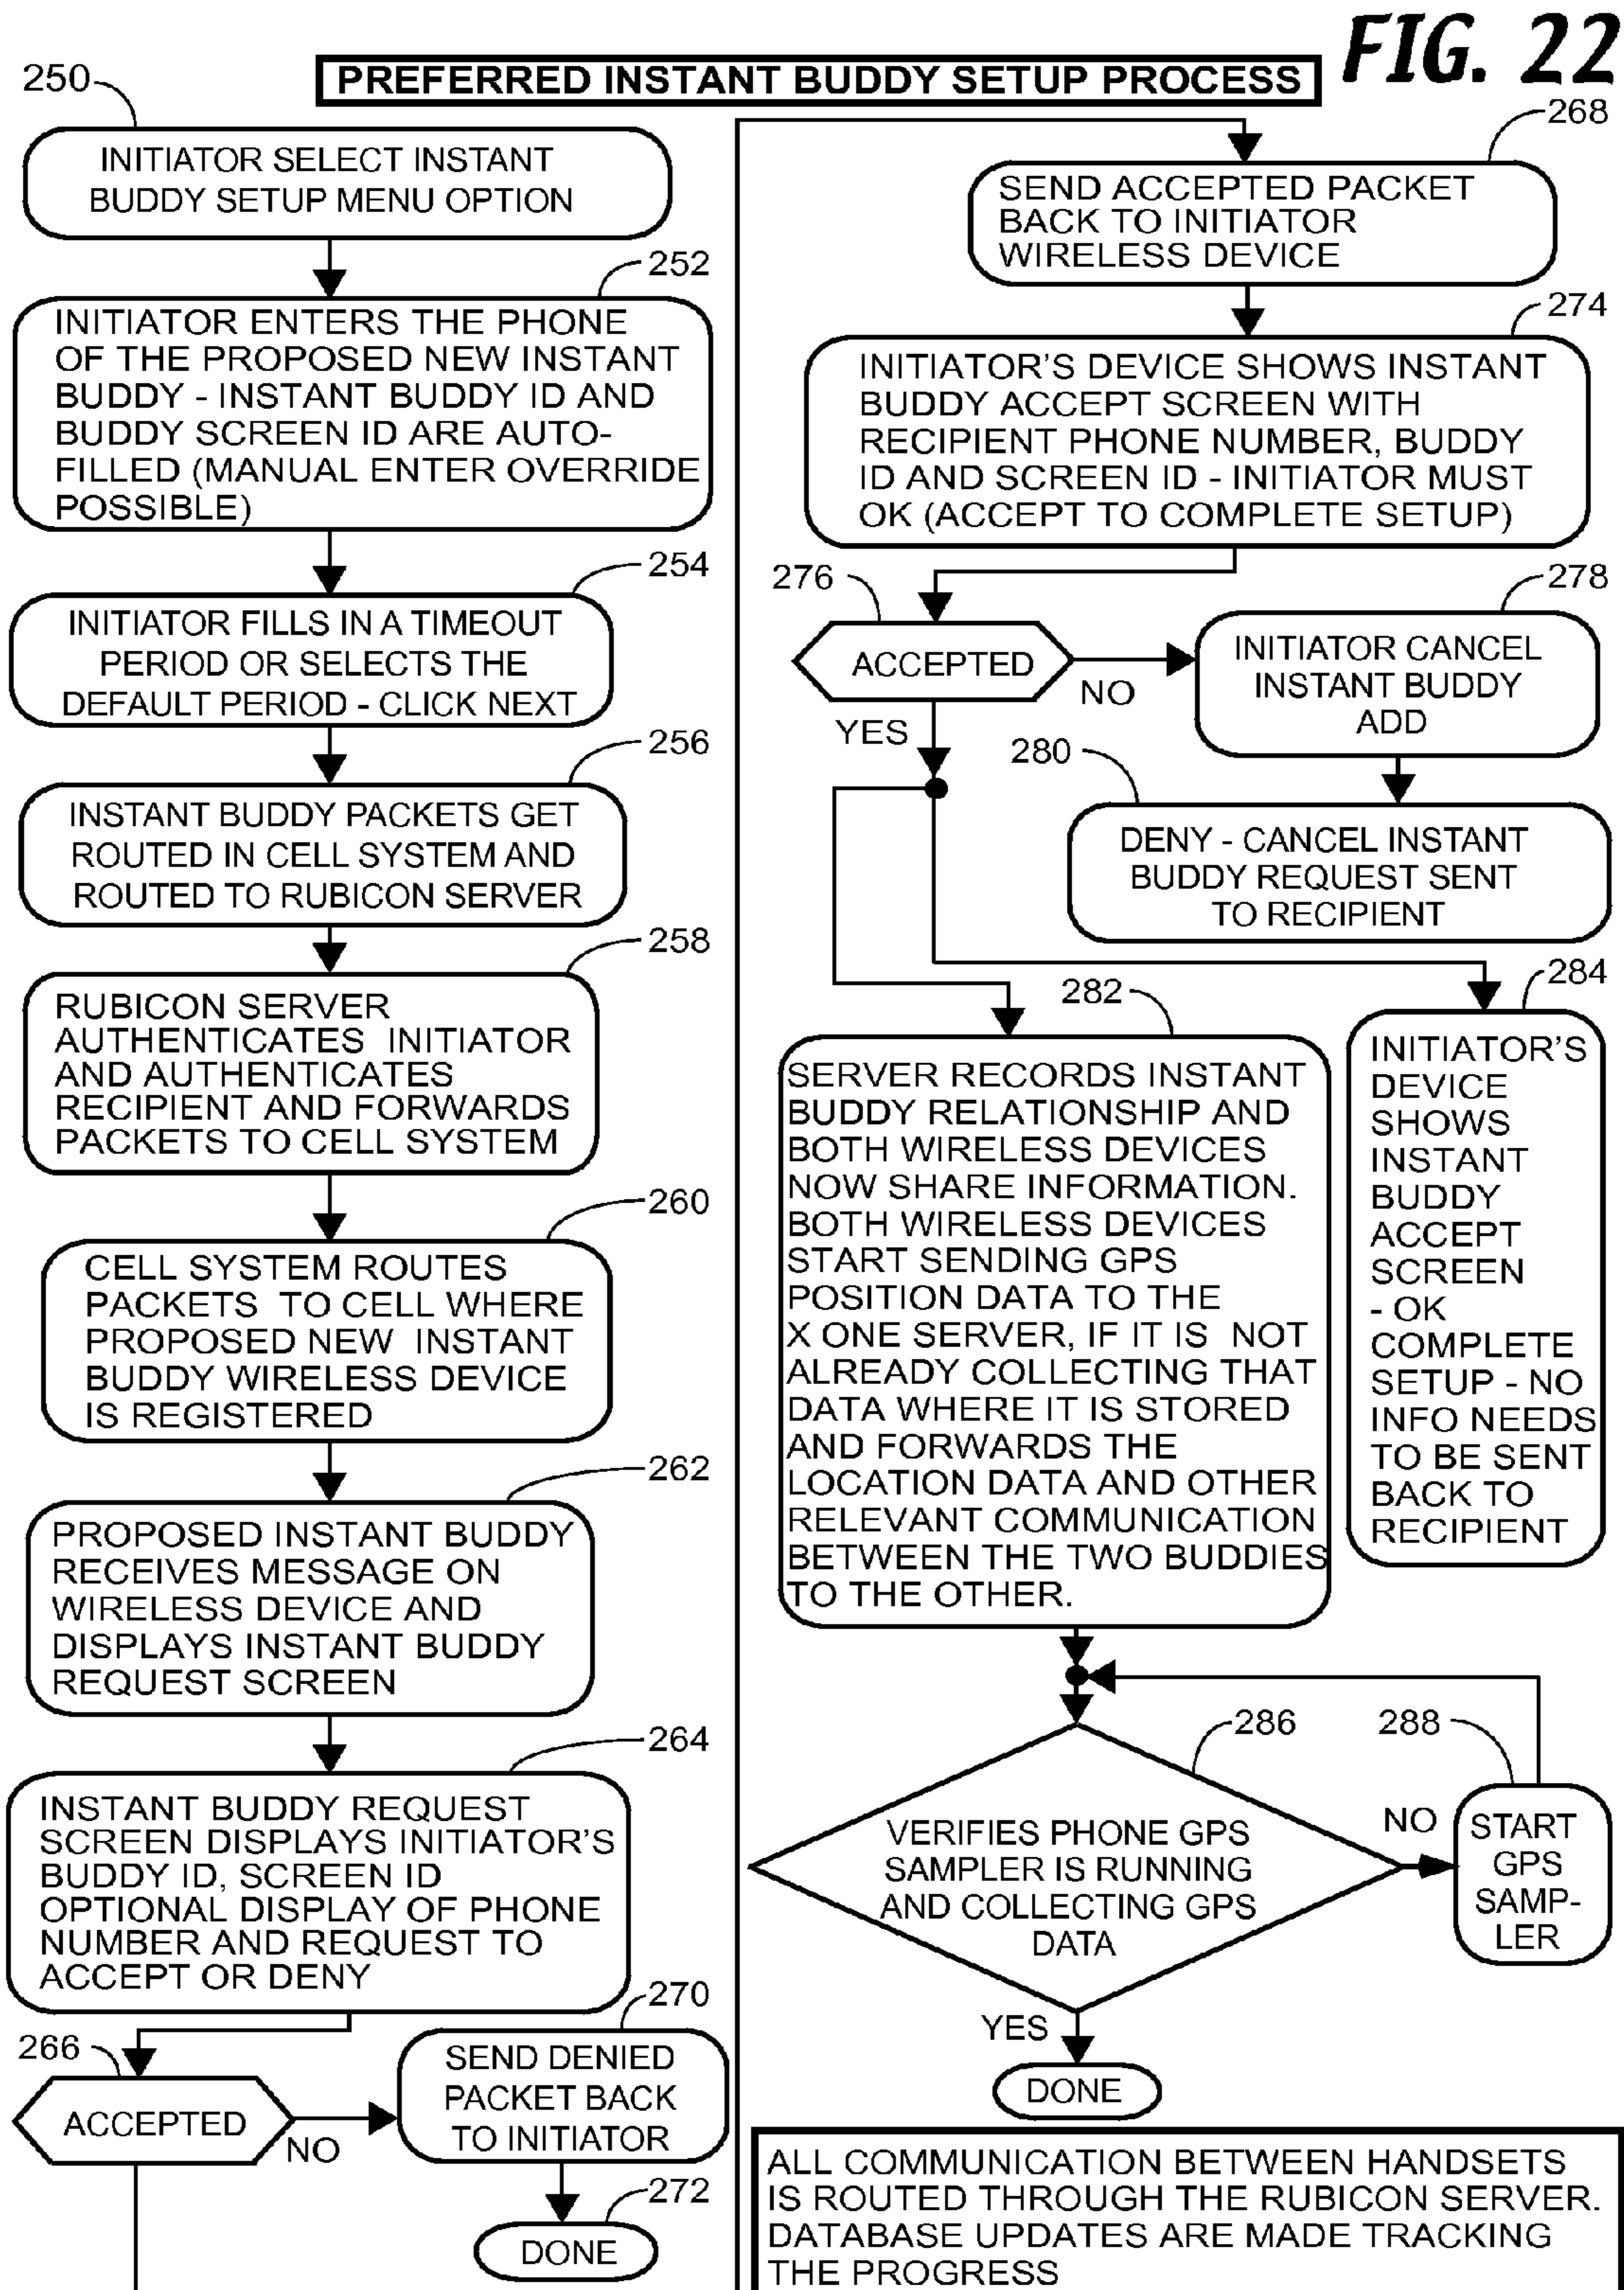 FIG. 22
PREFERRED INSTANT BUDDY SETUP PROCESS
250
INITIATOR SELECT INSTANT
BUDDY SETUP MENU OPTION
252
INITIATOR ENTERS THE PHONE
OF THE PROPOSED NEW INSTANT
BUDDY - INSTANT BUDDY ID AND
BUDDY SCREEN ID ARE AUTO-
FILLED (MANUAL ENTER OVERRIDE
POSSIBLE)
254
INITIATOR FILLS IN A TIMEOUT
PERIOD OR SELECTS THE
DEFAULT PERIOD - CLICK NEXT
256
INSTANT BUDDY PACKETS GET
ROUTED IN CELL SYSTEM AND
ROUTED TO RUBICON SERVER
258
RUBICON SERVER
AUTHENTICATES INITIATOR
AND AUTHENTICATES
RECIPIENT AND FORWARDS
PACKETS TO CELL SYSTEM
260
CELL SYSTEM ROUTES
PACKETS TO CELL WHERE
PROPOSED NEW INSTANT
BUDDY WIRELESS DEVICE
IS REGISTERED
262
PROPOSED INSTANT BUDDY
RECEIVES MESSAGE ON
WIRELESS DEVICE AND
DISPLAYS INSTANT BUDDY
REQUEST SCREEN
264
INSTANT BUDDY REQUEST
SCREEN DISPLAYS INITIATOR'S
BUDDY ID, SCREEN ID
OPTIONAL DISPLAY OF PHONE
NUMBER AND REQUEST TO
ACCEPT OR DENY
266
ACCEPTED
NO
270
SEND DENIED
PACKET BACK
TO INITIATOR
272
DONE
268
SEND ACCEPTED PACKET
BACK TO INITIATOR
WIRELESS DEVICE
274
INITIATOR'S DEVICE SHOWS INSTANT
BUDDY ACCEPT SCREEN WITH
RECIPIENT PHONE NUMBER, BUDDY
ID AND SCREEN ID - INITIATOR MUST
OK (ACCEPT TO COMPLETE SETUP)
276
ACCEPTED
NO
YES
278
INITIATOR CANCEL
INSTANT BUDDY
ADD
280
DENY - CANCEL INSTANT
BUDDY REQUEST SENT
TO RECIPIENT
282
SERVER RECORDS INSTANT
BUDDY RELATIONSHIP AND
BOTH WIRELESS DEVICES
NOW SHARE INFORMATION.
BOTH WIRELESS DEVICES
START SENDING GPS
POSITION DATA TO THE
X ONE SERVER, IF IT IS NOT
ALREADY COLLECTING THAT
DATA WHERE IT IS STORED
AND FORWARDS THE
LOCATION DATA AND OTHER
RELEVANT COMMUNICATION
BETWEEN THE TWO BUDDIES
TO THE OTHER.
284
INITIATOR'S
DEVICE
SHOWS
INSTANT
BUDDY
ACCEPT
SCREEN
- OK
COMPLETE
SETUP - NO
INFO NEEDS
TO BE SENT
BACK TO
RECIPIENT
286
VERIFIES PHONE GPS
SAMPLER IS RUNNING
AND COLLECTING GPS
DATA
NO
288
START
GPS
SAMP-
LER
YES
DONE
ALL COMMUNICATION BETWEEN HANDSETS
IS ROUTED THROUGH THE RUBICON SERVER.
DATABASE UPDATES ARE MADE TRACKING
THE PROGRESS